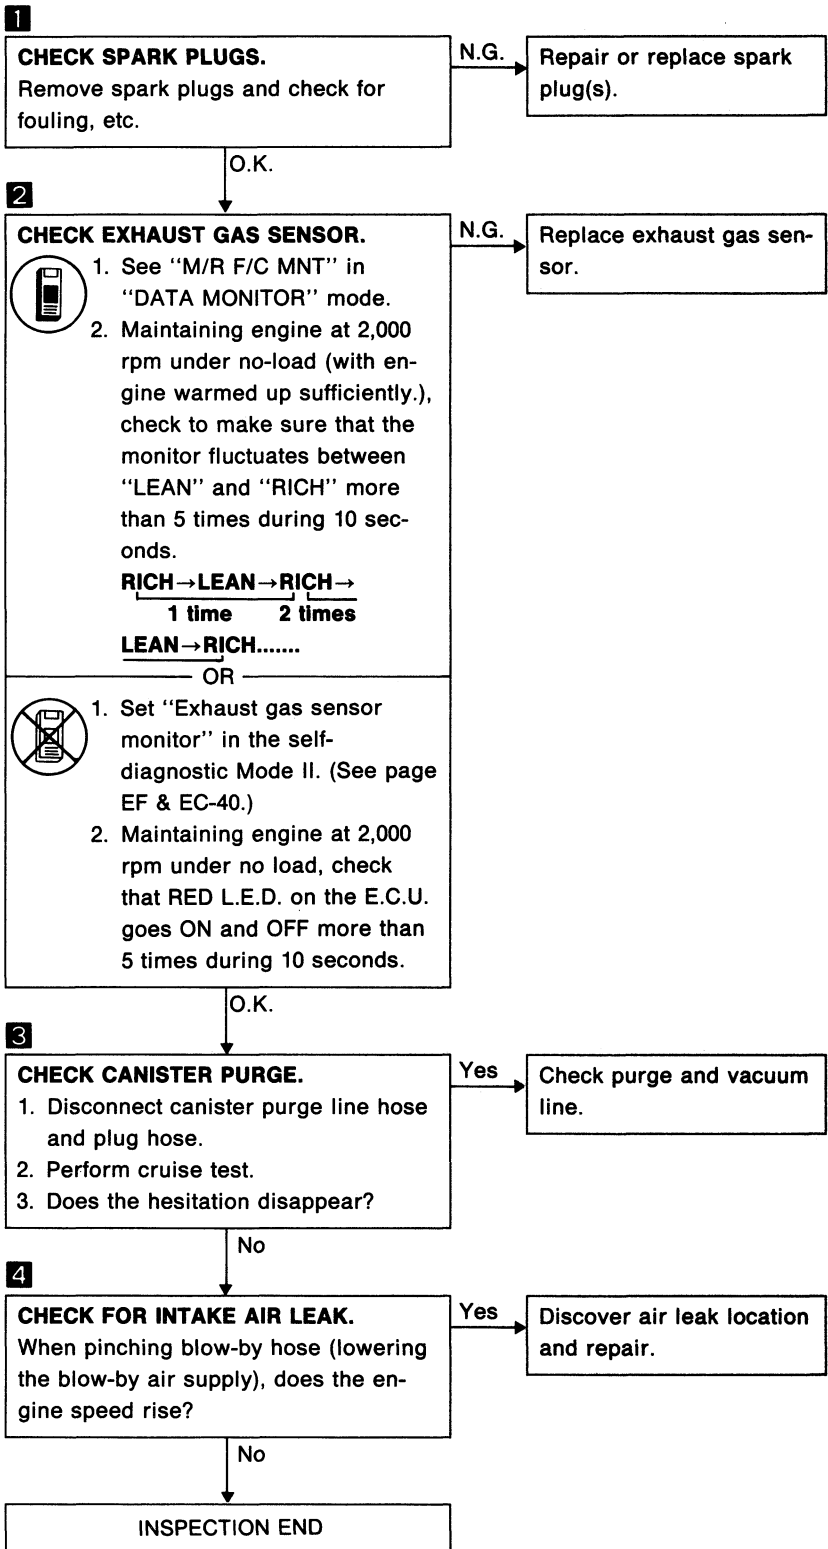 1
CHECK SPARK PLUGS.
Remove spark plugs and check for
fouling, etc.
N.G.
Repair or replace spark
plug(s).
O.K.
2
CHECK EXHAUST GAS SENSOR.
1. See "M/R F/C MNT" in
"DATA MONITOR" mode.
2. Maintaining engine at 2,000
rpm under no-load (with en-
gine warmed up sufficiently.),
check to make sure that the
monitor fluctuates between
"LEAN" and "RICH" more
than 5 times during 10 sec-
onds.
RICH→LEAN→RICH→
1 time 2 times
LEAN→RICH.......
N.G.
Replace exhaust gas sen-
sor.
OR
1. Set "Exhaust gas sensor
monitor" in the self-
diagnostic Mode II. (See page
EF & EC-40.)
2. Maintaining engine at 2,000
rpm under no load, check
that RED L.E.D. on the E.C.U.
goes ON and OFF more than
5 times during 10 seconds.
O.K.
3
CHECK CANISTER PURGE.
1. Disconnect canister purge line hose
and plug hose.
2. Perform cruise test.
3. Does the hesitation disappear?
Yes
Check purge and vacuum
line.
No
4
CHECK FOR INTAKE AIR LEAK.
When pinching blow-by hose (lowering
the blow-by air supply), does the en-
gine speed rise?
Yes
Discover air leak location
and repair.
No
INSPECTION END